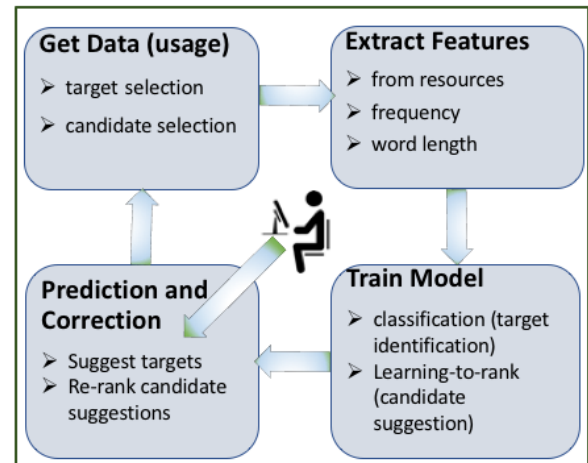 Get Data (usage)
➢ target selection
➢ candidate selection
Extract Features
➢ from resources
➢ frequency
➢ word length
Train Model
➢ classification (target
identification)
➢ Learning-to-rank
(candidate
suggestion)
Prediction and
Correction
➢ Suggest targets
➢ Re-rank candidate
suggestions